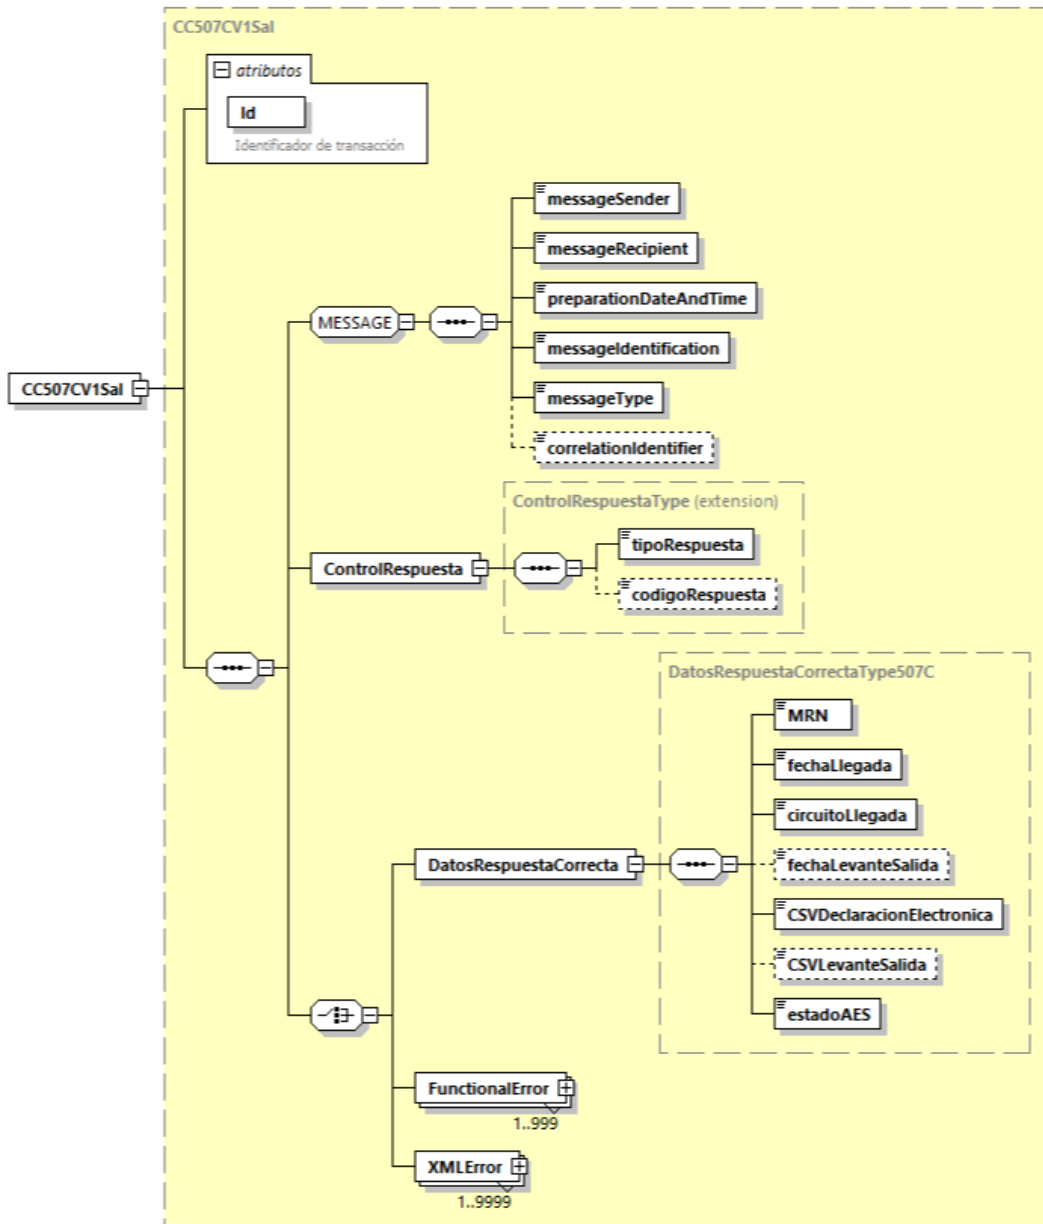 CC507CV1Sal
atributos
Id
Identificador de transacción
messageSender
messageRecipient
preparationDateAndTime
MESSAGE
messageIdentification
CC507CV1Sal
messageType
correlationIdentifier
ControlRespuestaType (extension)
tipoRespuesta
ControlRespuesta
codigoRespuesta
DatosRespuestaCorrectaType507C
MRN
fechaLlegada
circuitoLlegada
DatosRespuestaCorrecta
fechaLevanteSalida
CSVDeclaracionElectronica
CSVLevanteSalida
estadoAES
FunctionalError
1..999
XMLError
1..9999